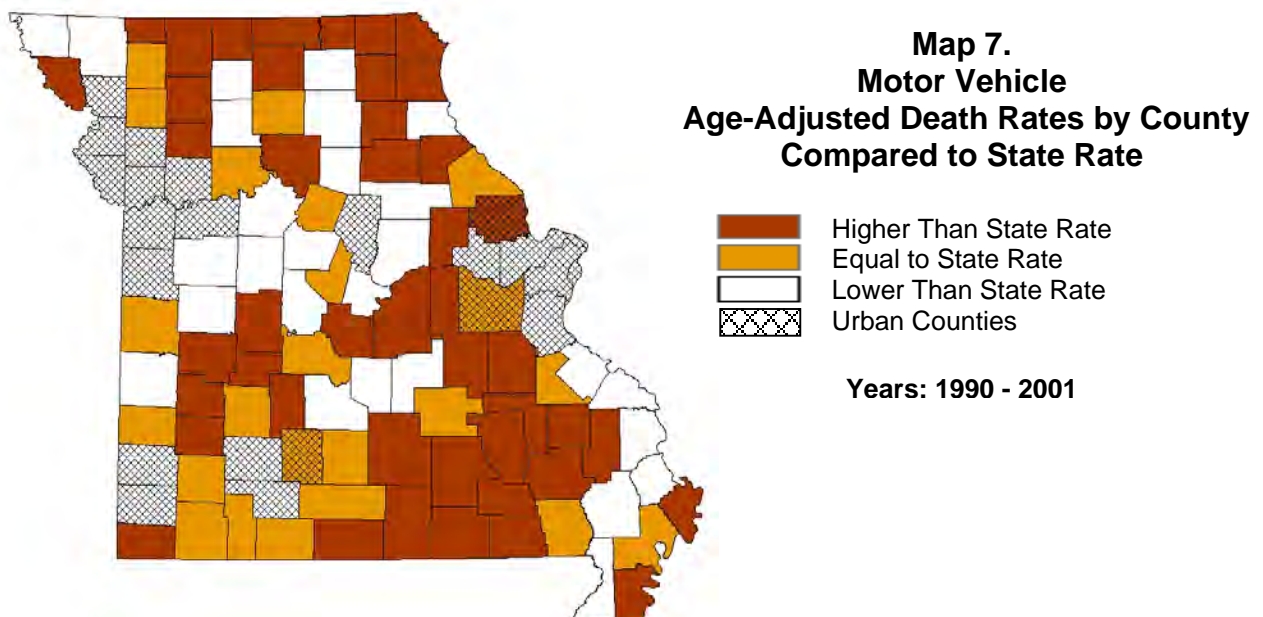 Map 7.
Motor Vehicle
Age-Adjusted Death Rates by County
Compared to State Rate
Higher Than State Rate
Equal to State Rate
Lower Than State Rate
Urban Counties
Years: 1990 - 2001